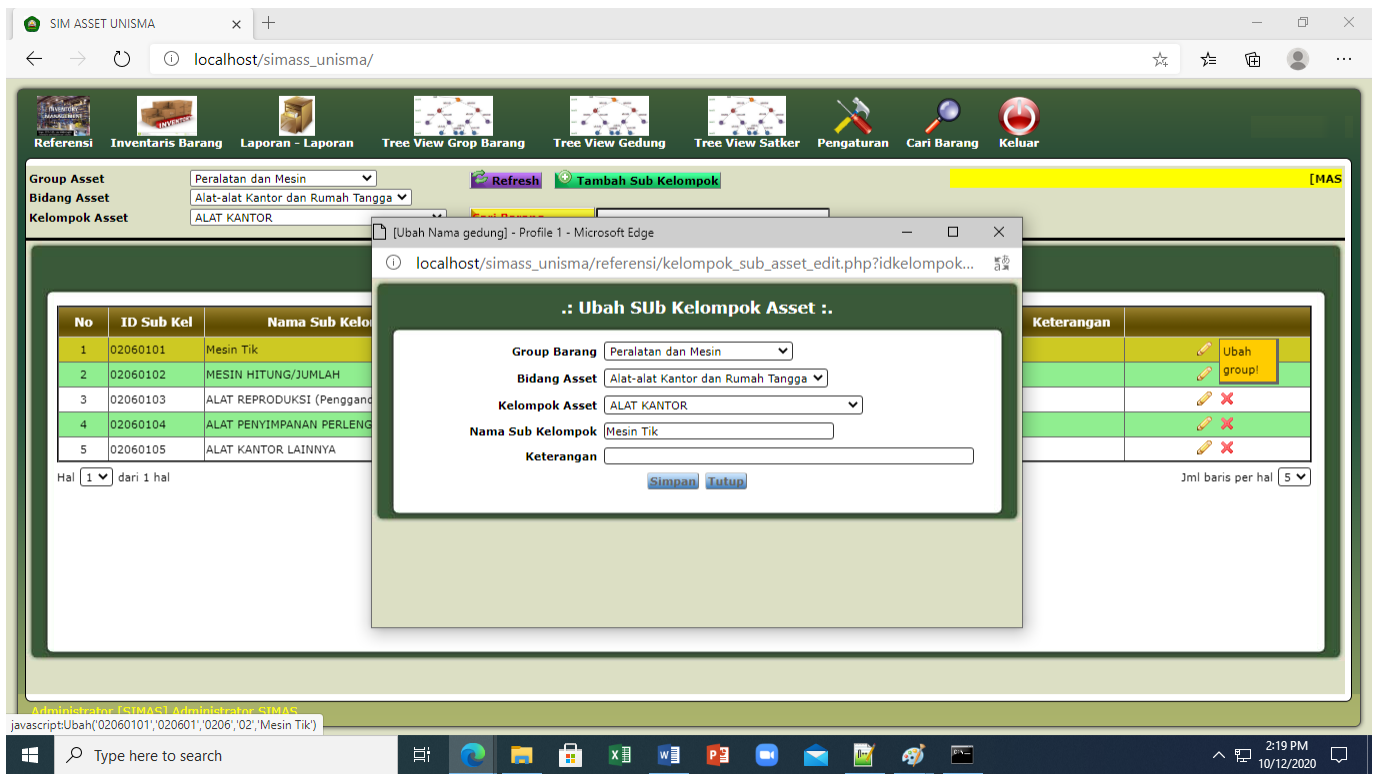 SIM ASSET UNISMA
localhost/simass_unisma/
INVENTORY
MANAGEMENT
Referensi Inventaris Barang Laporan - Laporan Tree View Grop Barang Tree View Gedung Tree View Satker Pengaturan Cari Barang Keluar
Group Asset Peralatan dan Mesin Refresh Tambah Sub Kelompok [MAS
Bidang Asset Alat-alat Kantor dan Rumah Tangga
Kelompok Asset ALAT KANTOR Cari Barang
[Ubah Nama gedung] - Profile 1 - Microsoft Edge
localhost/simass_unisma/referensi/kelompok_sub_asset_edit.php?idkelompok...
.: Ubah SUb Kelompok Asset :.
Group Barang Peralatan dan Mesin
Bidang Asset Alat-alat Kantor dan Rumah Tangga
Kelompok Asset ALAT KANTOR
Nama Sub Kelompok Mesin Tik
Keterangan
Simpan Tutup
No ID Sub Kel Nama Sub Kelo Keterangan
1 02060101 Mesin Tik
2 02060102 MESIN HITUNG/JUMLAH
3 02060103 ALAT REPRODUKSI (Penggand
4 02060104 ALAT PENYIMPANAN PERLENG
5 02060105 ALAT KANTOR LAINNYA
Ubah
group!
Hal 1 dari 1 hal Jml baris per hal 5
Administrator [SIMAS] Administrator SIMAS
javascript:Ubah('02060101','020601','0206','02','Mesin Tik')
Type here to search
2:19 PM
10/12/2020